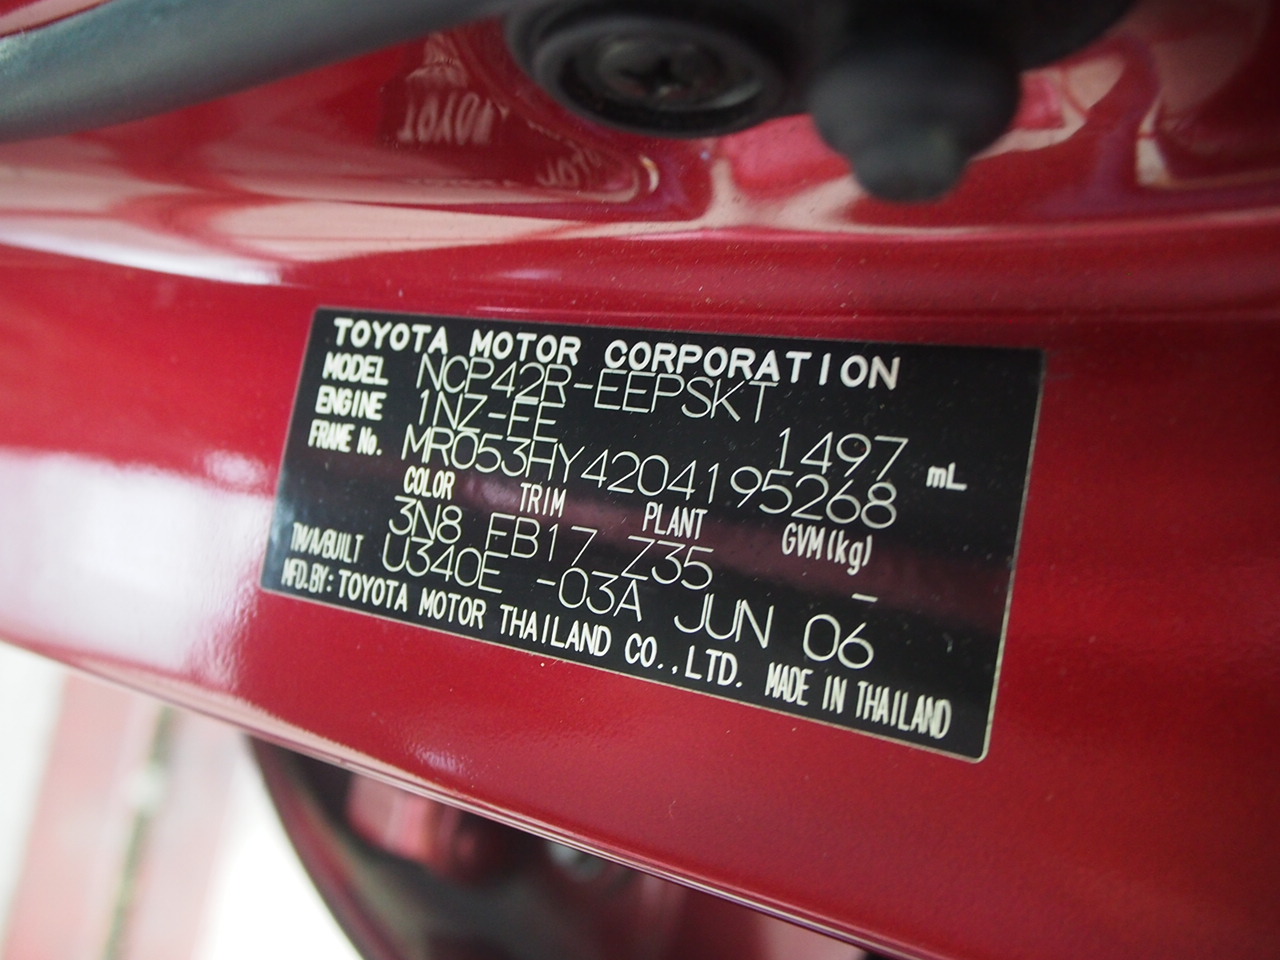 TOYOTA MOTOR CORPORATION
MODEL NCP42R-EEPSKT
ENGINE 1NZ-FE 1497 mL
FRAME No. MR053HY4204195268
COLOR TRIM PLANT GVM(kg)
3N8 EB17 Z35 –
TM/A/BUILT U340E -03A JUN 06
MFD.BY:TOYOTA MOTOR THAILAND CO.,LTD. MADE IN THAILAND